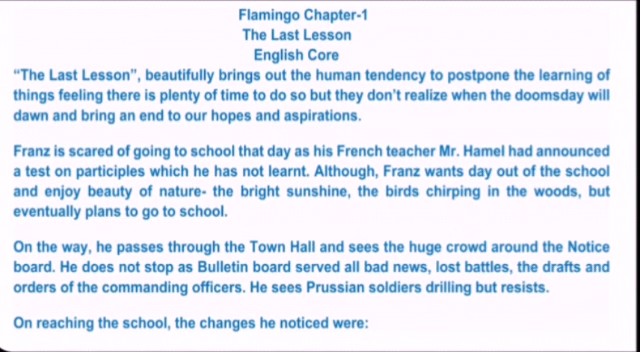 Flamingo Chapter-1
The Last Lesson
English Core
“The Last Lesson”, beautifully brings out the human tendency to postpone the learning of
things feeling there is plenty of time to do so but they don’t realize when the doomsday will
dawn and bring an end to our hopes and aspirations.
Franz is scared of going to school that day as his French teacher Mr. Hamel had announced
a test on participles which he has not learnt. Although, Franz wants day out of the school
and enjoy beauty of nature- the bright sunshine, the birds chirping in the woods, but
eventually plans to go to school.
On the way, he passes through the Town Hall and sees the huge crowd around the Notice
board. He does not stop as Bulletin board served all bad news, lost battles, the drafts and
orders of the commanding officers. He sees Prussian soldiers drilling but resists.
On reaching the school, the changes he noticed were: